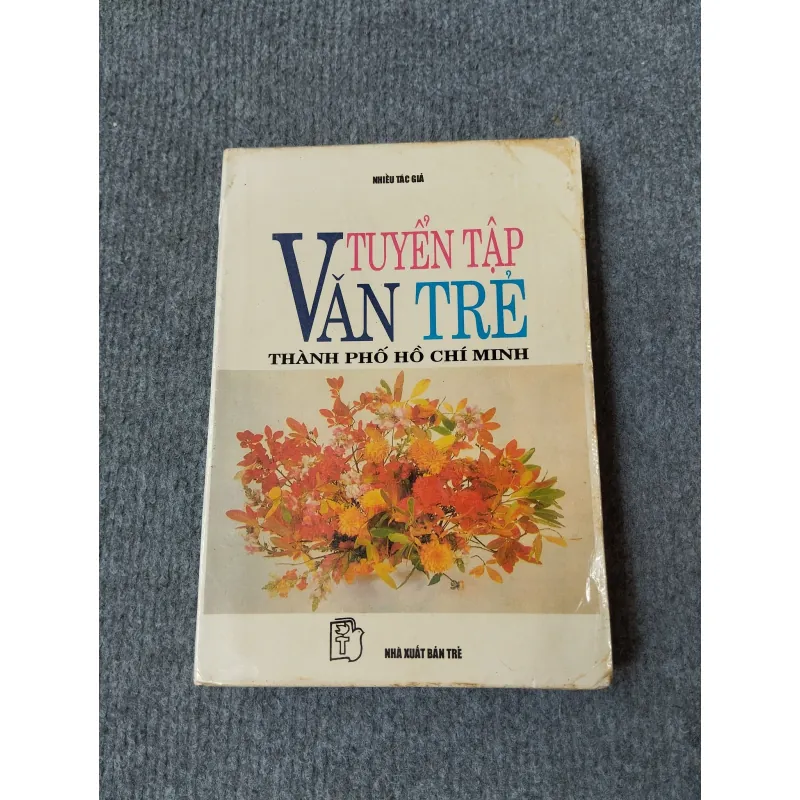 NHIỀU TÁC GIẢ
TUYỂN TẬP
VĂN TRẺ
THÀNH PHỐ HỒ CHÍ MINH
T
NHÀ XUẤT BẢN TRẺ